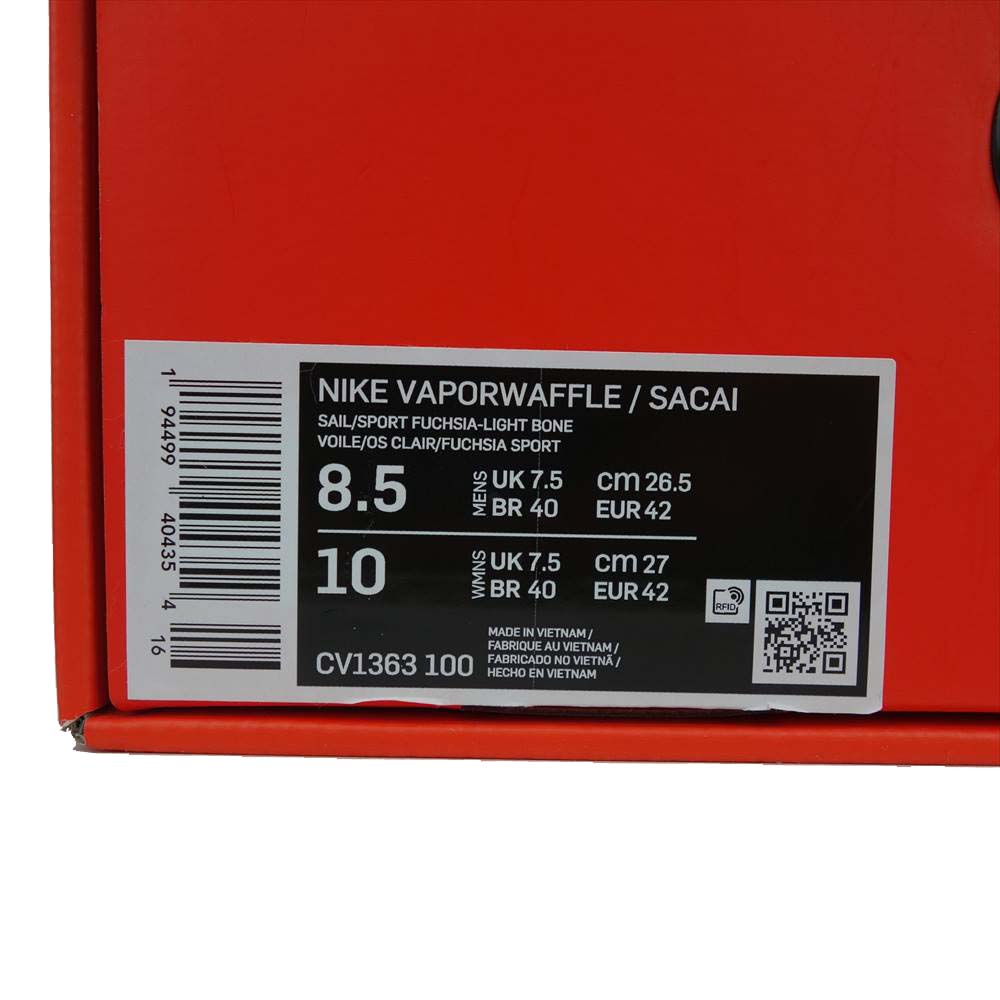 NIKE VAPORWAFFLE / SACAI
SAIL/SPORT FUCHSIA-LIGHT BONE
VOILE/OS CLAIR/FUCHSIA SPORT
8.5 MENS UK 7.5 cm 26.5
BR 40 EUR 42
10 WMNS UK 7.5 cm 27
BR 40 EUR 42
RFID
CV1363 100
MADE IN VIETNAM /
FABRIQUE AU VIETNAM /
FABRICADO NO VIETNÃ /
HECHO EN VIETNAM
1 94499 40435 4 16